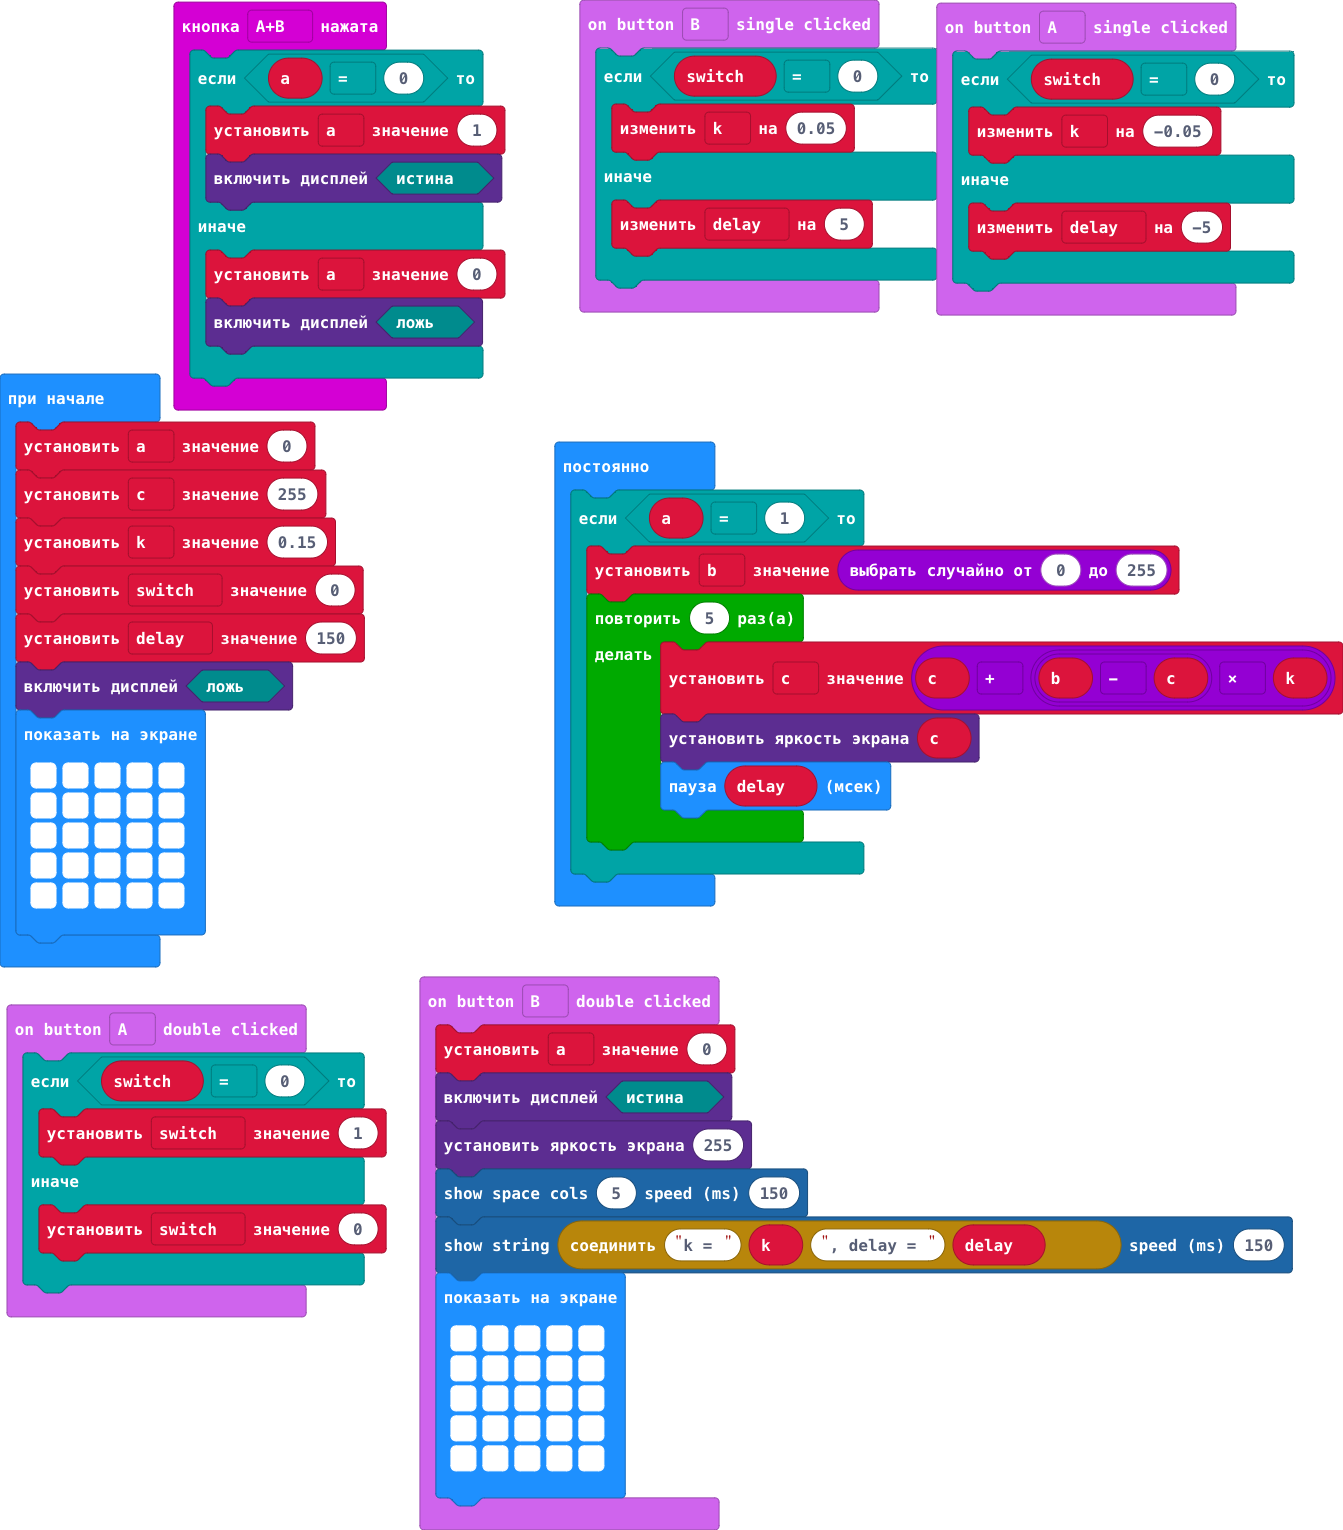 кнопка A+B нажата
если a = 0 то
установить a значение 1
включить дисплей истина
иначе
установить a значение 0
включить дисплей ложь
on button B single clicked
если switch = 0 то
изменить k на 0.05
иначе
изменить delay на 5
on button A single clicked
если switch = 0 то
изменить k на −0.05
иначе
изменить delay на −5
при начале
установить a значение 0
установить c значение 255
установить k значение 0.15
установить switch значение 0
установить delay значение 150
включить дисплей ложь
показать на экране
постоянно
если a = 1 то
установить b значение выбрать случайно от 0 до 255
повторить 5 раз(а)
делать
установить c значение c + b − c × k
установить яркость экрана c
пауза delay (мсек)
on button A double clicked
если switch = 0 то
установить switch значение 1
иначе
установить switch значение 0
on button B double clicked
установить a значение 0
включить дисплей истина
установить яркость экрана 255
show space cols 5 speed (ms) 150
show string соединить "k = " k ", delay = " delay speed (ms) 150
показать на экране